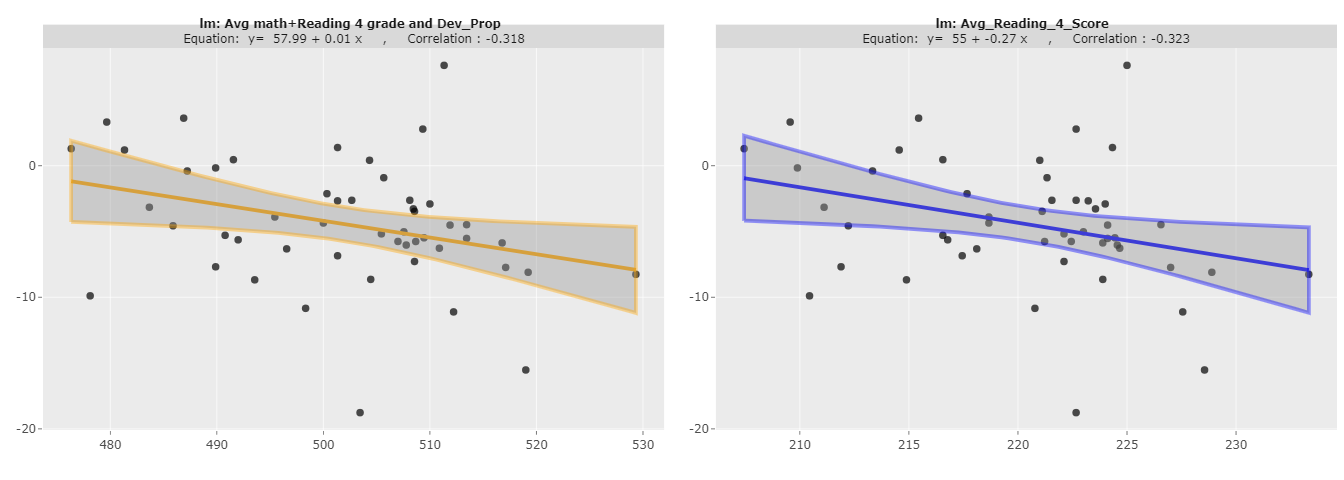 lm: Avg math+Reading 4 grade and Dev_Prop
Equation: y= 57.99 + 0.01 x , Correlation : -0.318
0
-10
-20
480 490 500 510 520 530
lm: Avg_Reading_4_Score
Equation: y= 55 + -0.27 x , Correlation : -0.323
0
-10
-20
210 215 220 225 230